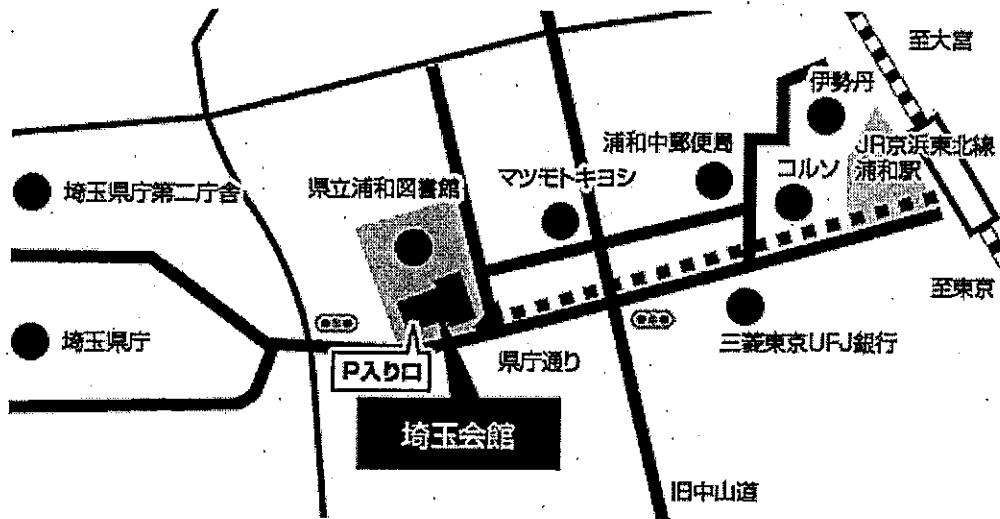 至大宮
伊勢丹
浦和中郵便局
JR京浜東北線
浦和駅
コルソ
マツモトキヨシ
県立浦和図書館
埼玉県庁第二庁舎
至東京
埼玉県庁
三菱東京UFJ銀行
県庁通り
P入り口
埼玉会館
旧中山道